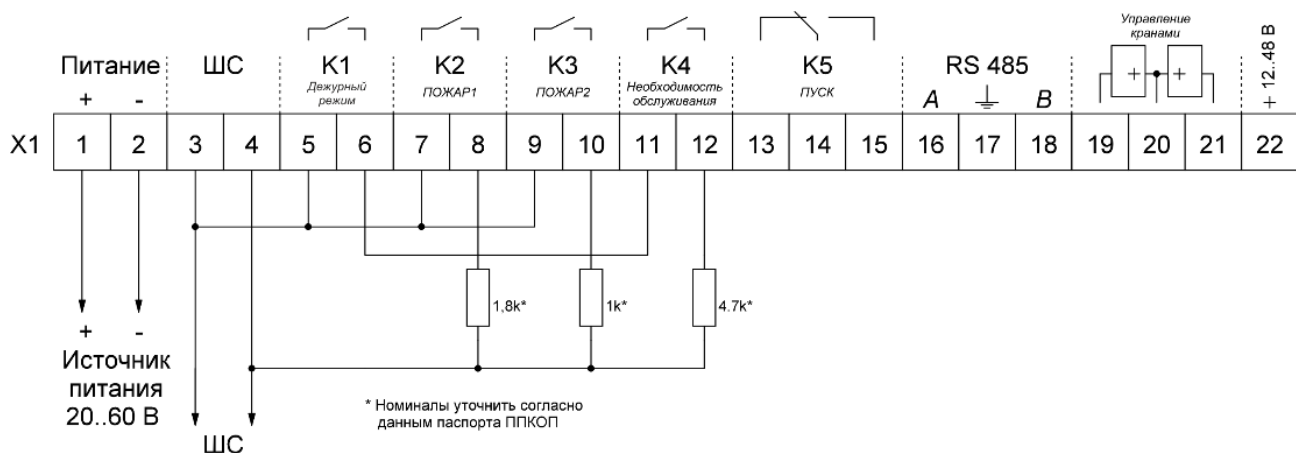 Управление
кранами
+ 12..48 В
Питание ШС K1 K2 K3 K4 K5 RS 485
Дежурный
режим
ПОЖАР1
ПОЖАР2
Необходимость
обслуживания
ПУСК
+ -
A B
+ +
X1 1 2 3 4 5 6 7 8 9 10 11 12 13 14 15 16 17 18 19 20 21 22
1,8k* 1k* 4.7k*
+ -
Источник
питания
20..60 В
ШС
* Номиналы уточнить согласно
данным паспорта ППКОП